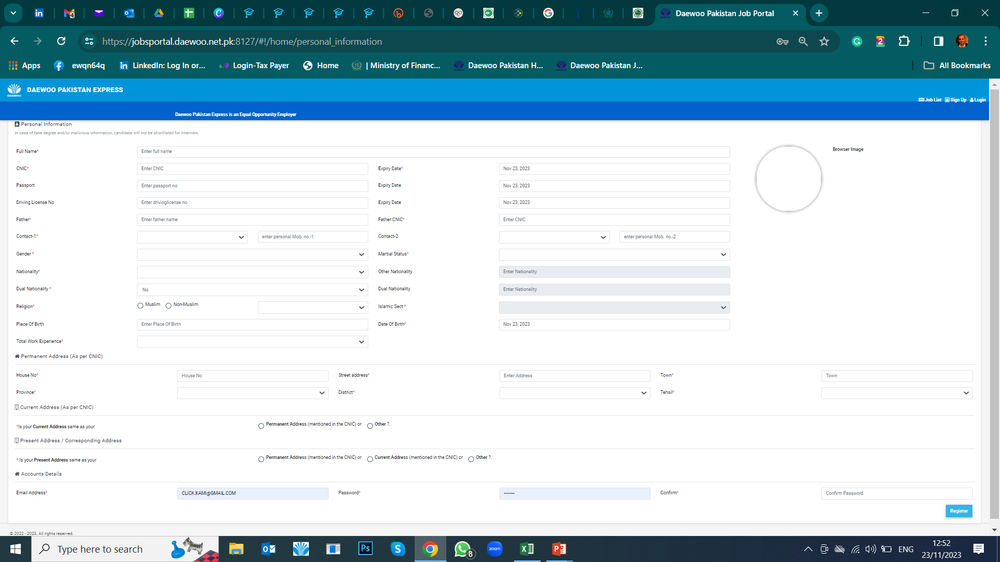 4
Daewoo Pakistan Job Portal
https://jobsportal.daewoo.net.pk:8127/#!/home/personal_information
2
Apps ewqn64q LinkedIn: Log In or... Login-Tax Payer Home | Ministry of Financ... Daewoo Pakistan H... Daewoo Pakistan J... All Bookmarks
DAEWOO DAEWOO PAKISTAN EXPRESS
Job List Sign Up Login
Daewoo Pakistan Express is an Equal Opportunity Employer
Personal Information
In case of fake degree and/or malicious information, candidate will not be shortlisted for interview.
Full Name* Enter full name Browser Image
CNIC* Enter CNIC Expiry Date* Nov 23, 2023
Passport Enter passport no Expiry Date Nov 23, 2023
Driving License No Enter drivinglicense no Expiry Date Nov 23, 2023
Father* Enter father name Father CNIC* Enter CNIC
Contact-1* enter personal Mob. no.-1 Contact-2 enter personal Mob. no.-2
Gender * Martial Status*
Nationality* Other Nationality Enter Nationality
Dual Nationality * No Dual Nationality Enter Nationality
Religion* Muslim Non-Muslim Islamic Sect *
Place Of Birth Enter Place Of Birth Date Of Birth* Nov 23, 2023
Total Work Experience*
Permanent Address (As per CNIC)
House No* House No Street address* Enter Address Town* Town
Province* District* Tehsil*
Current Address (As per CNIC)
*Is your Current Address same as your Permanent Address (mentioned in the CNIC) or Other ?.
Present Address / Corresponding Address
* Is your Present Address same as your Permanent Address (mentioned in the CNIC) or Current Address (mentioned in the CNIC) or Other ?.
Accounts Details
Email Address* CLICK.KAMI@GMAIL.COM Password* ••••••• Confirm* Confirm Password
Register
© 2022 - 2023. All rights reserved.
Type here to search
Ps
8
zoom
ENG
12:52
23/11/2023